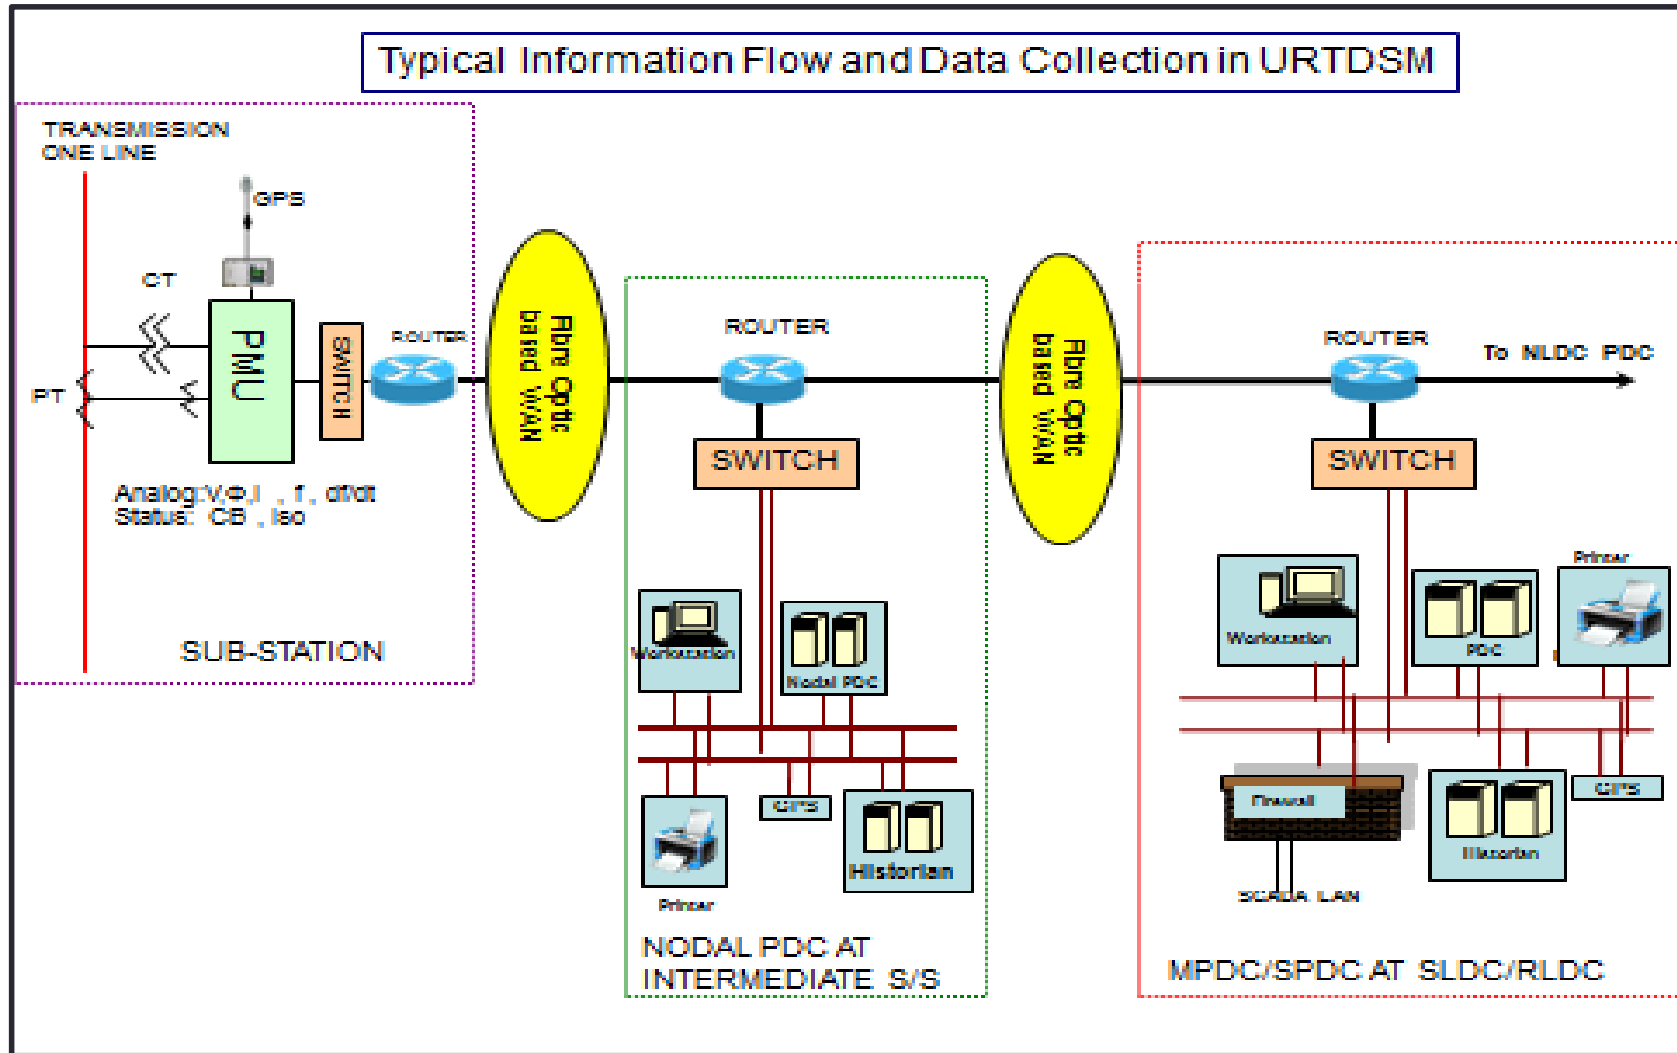 Typical Information Flow and Data Collection in URTDSM
TRANSMISSION
ONE LINE
GPS
CT
PT
PMU
SWITCH
ROUTER
Analog:V,Φ,I , f , df/dt
Status: CB , Iso
SUB-STATION
Fibre Optic
based WAN
ROUTER
SWITCH
Workstation
Nodal PDC
Printer
GPS
Historian
NODAL PDC AT
INTERMEDIATE S/S
Fibre Optic
based WAN
ROUTER
To NLDC PDC
SWITCH
Workstation
PDC
Printer
Firewall
SCADA LAN
Historian
GPS
MPDC/SPDC AT SLDC/RLDC